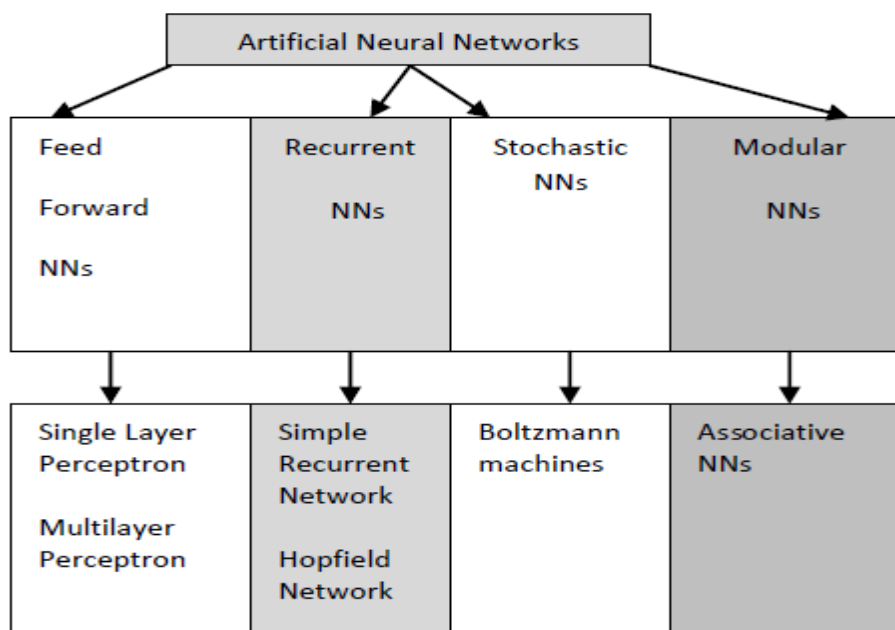 Artificial Neural Networks
Feed
Forward
NNs
Recurrent
NNs
Stochastic
NNs
Modular
NNs
Single Layer
Perceptron
Multilayer
Perceptron
Simple
Recurrent
Network
Hopfield
Network
Boltzmann
machines
Associative
NNs